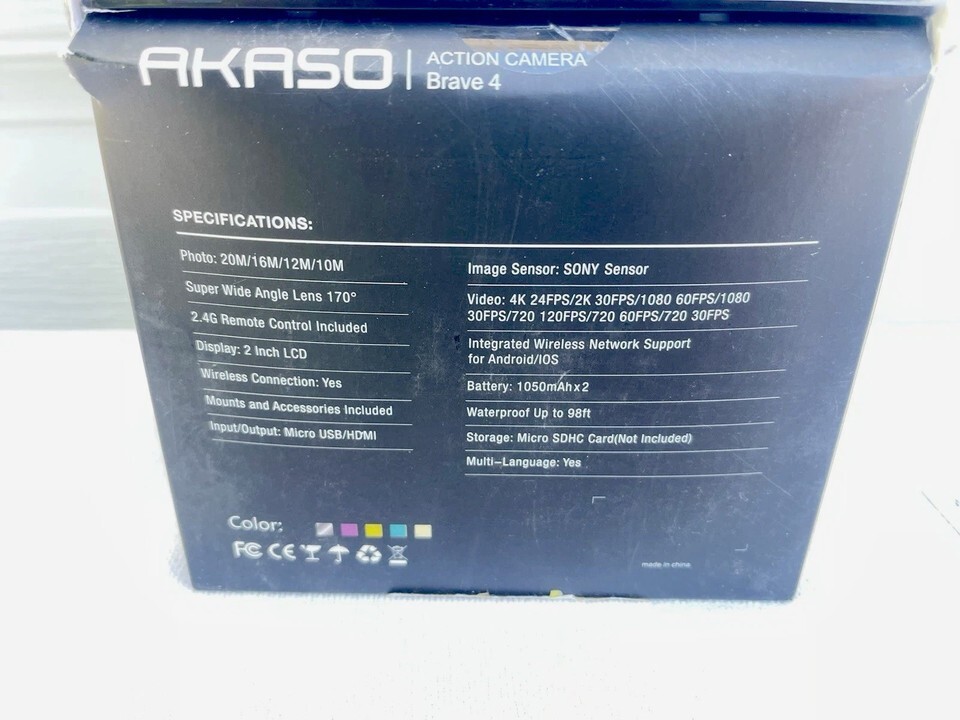 AKASO
ACTION CAMERA
Brave 4
SPECIFICATIONS:
Photo: 20M/16M/12M/10M
Super Wide Angle Lens 170°
2.4G Remote Control Included
Display: 2 Inch LCD
Wireless Connection: Yes
Mounts and Accessories Included
Input/Output: Micro USB/HDMI
Image Sensor: SONY Sensor
Video: 4K 24FPS/2K 30FPS/1080 60FPS/1080
30FPS/720 120FPS/720 60FPS/720 30FPS
Integrated Wireless Network Support
for Android/IOS
Battery: 1050mAhx2
Waterproof Up to 98ft
Storage: Micro SDHC Card(Not Included)
Multi-Language: Yes
Color:
FC CE
made in china